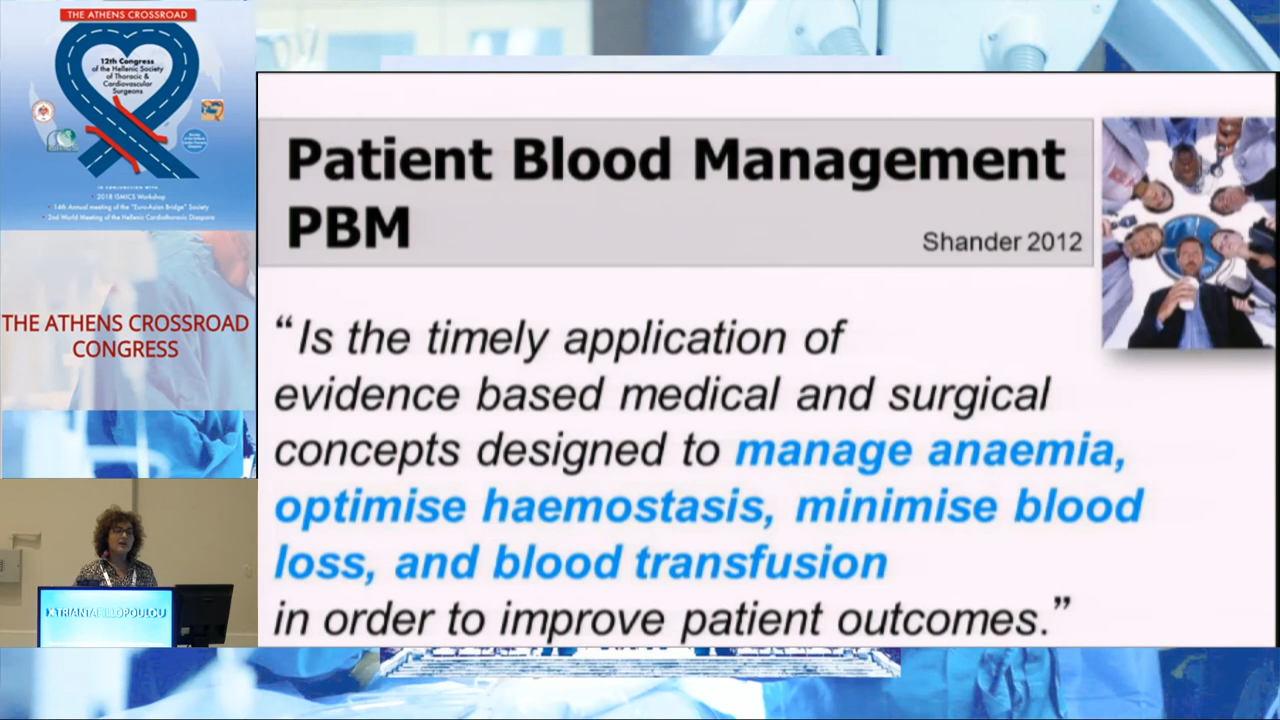 THE ATHENS CROSSROAD
12th Congress
of the Hellenic Society
of Thoracic &
Cardiovascular
Surgeons
IN CONJUNCTION WITH
• 2018 ISMICS Workshop
• 14th Annual meeting of the "Euro-Asian Bridge" Society
• 2nd World Meeting of the Hellenic Cardiothoracic Diaspora
THE ATHENS CROSSROAD
CONGRESS
Patient Blood Management
PBM
Shander 2012
“Is the timely application of
evidence based medical and surgical
concepts designed to manage anaemia,
optimise haemostasis, minimise blood
loss, and blood transfusion
in order to improve patient outcomes.”